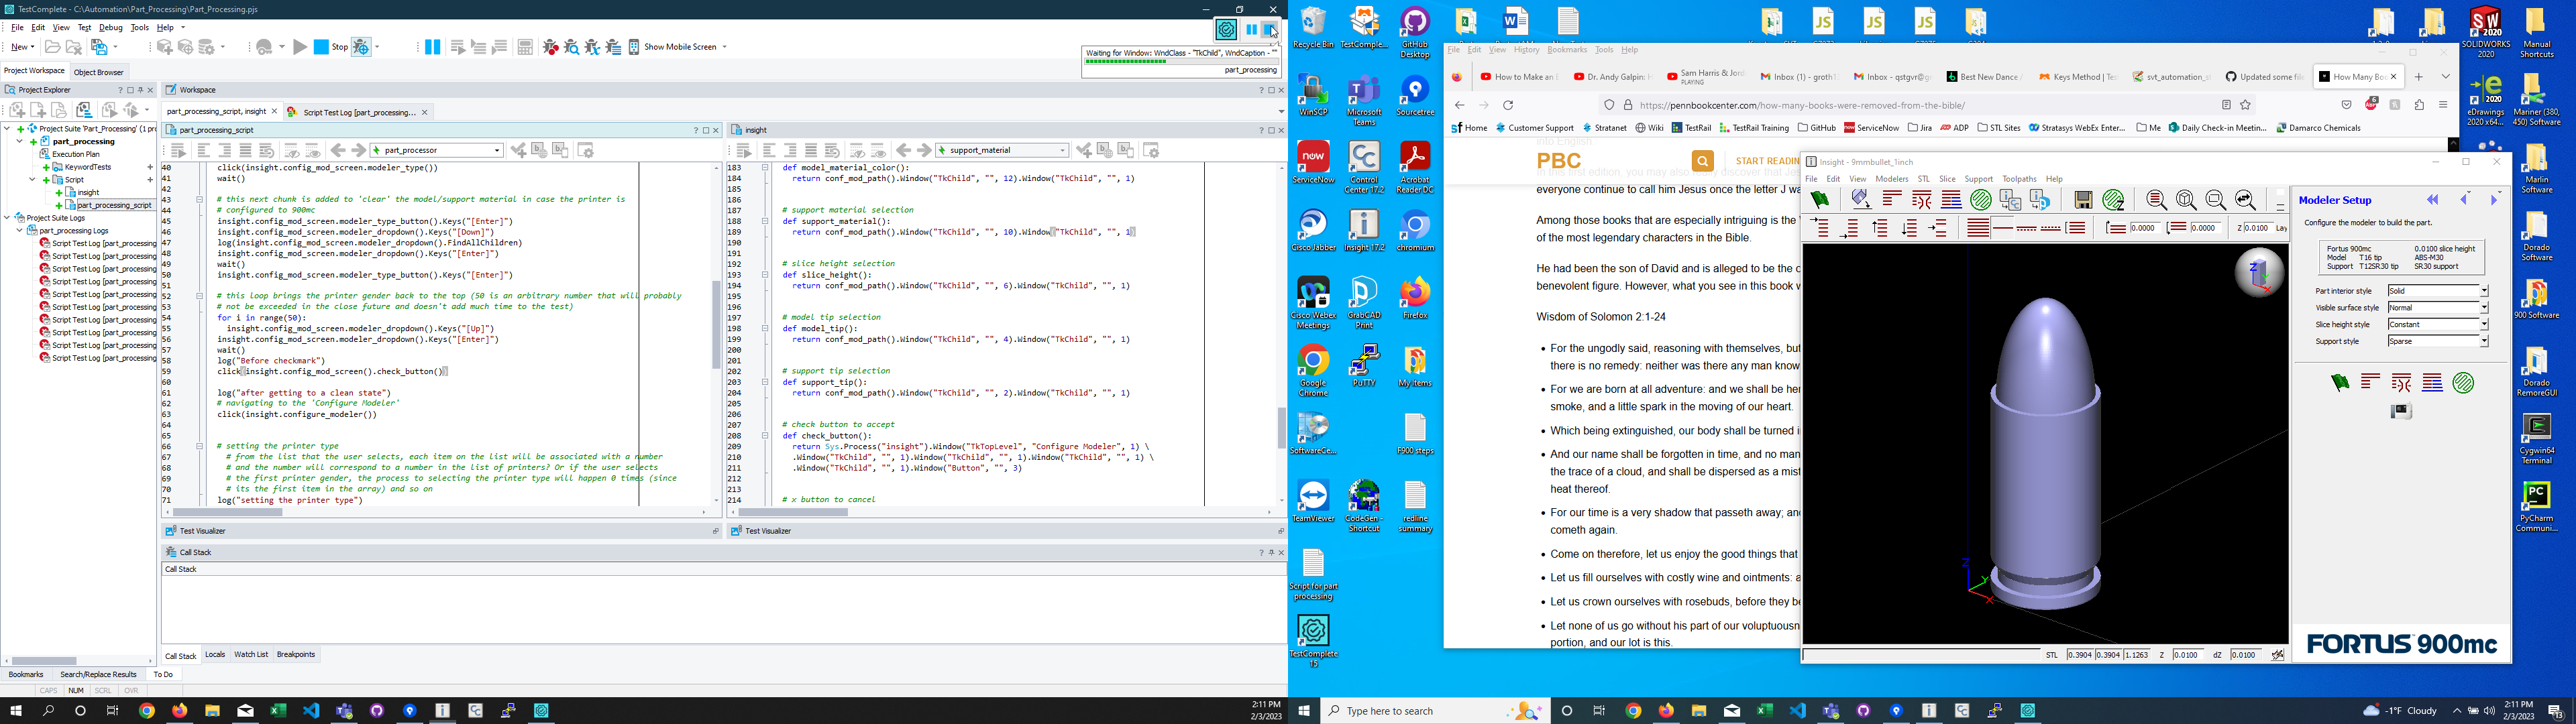 TestComplete - C:\Automation\Part_Processing\Part_Processing.pjs
File Edit View Test Debug Tools Help
New
Stop
Show Mobile Screen
Waiting for Window: WndClass - "TkChild", WndCaption - ""
part_processing
Project Workspace Object Browser
Project Explorer
Project Suite 'Part_Processing' (1 pro
part_processing
Execution Plan
KeywordTests
Script
insight
part_processing_script
Project Suite Logs
part_processing Logs
Script Test Log [part_processing
Script Test Log [part_processing
Script Test Log [part_processing
Script Test Log [part_processing
Script Test Log [part_processing
Script Test Log [part_processing
Script Test Log [part_processing
Script Test Log [part_processing
Script Test Log [part_processing
Script Test Log [part_processing
Workspace
part_processing_script, insight Script Test Log [part_processing...
part_processing_script
part_processor
40 click(insight.config_mod_screen.modeler_type())
41 wait()
42
43 # this next chunk is added to 'clear' the model/support material in case the printer is
44 # configured to 900mc
45 insight.config_mod_screen.modeler_type_button().Keys("[Enter]")
46 insight.config_mod_screen.modeler_dropdown().Keys("[Down]")
47 log(insight.config_mod_screen.modeler_dropdown().FindAllChildren)
48 insight.config_mod_screen.modeler_dropdown().Keys("[Enter]")
49 wait()
50 insight.config_mod_screen.modeler_type_button().Keys("[Enter]")
51
52 # this loop brings the printer gender back to the top (50 is an arbitrary number that will probably
53 # not be exceeded in the close future and doesn't add much time to the test)
54 for i in range(50):
55 insight.config_mod_screen.modeler_dropdown().Keys("[Up]")
56 insight.config_mod_screen.modeler_dropdown().Keys("[Enter]")
57 wait()
58 log("Before checkmark")
59 click(insight.config_mod_screen().check_button())
60
61 log("after getting to a clean state")
62 # navigating to the 'Configure Modeler'
63 click(insight.configure_modeler())
64
65
66 # setting the printer type
67 # from the list that the user selects, each item on the list will be associated with a number
68 # and the number will correspond to a number in the list of printers? Or if the user selects
69 # the first printer gender, the process to selecting the printer type will happen 0 times (since
70 # its the first item in the array) and so on
71 log("setting the printer type")
insight
support_material
183 def model_material_color():
184 return conf_mod_path().Window("TkChild", "", 12).Window("TkChild", "", 1)
185
186
187 # support material selection
188 def support_material():
189 return conf_mod_path().Window("TkChild", "", 10).Window("TkChild", "", 1)
190
191
192 # slice height selection
193 def slice_height():
194 return conf_mod_path().Window("TkChild", "", 6).Window("TkChild", "", 1)
195
196
197 # model tip selection
198 def model_tip():
199 return conf_mod_path().Window("TkChild", "", 4).Window("TkChild", "", 1)
200
201
202 # support tip selection
203 def support_tip():
204 return conf_mod_path().Window("TkChild", "", 2).Window("TkChild", "", 1)
205
206
207 # check button to accept
208 def check_button():
209 return Sys.Process("insight").Window("TkTopLevel", "Configure Modeler", 1) \
210 .Window("TkChild", "", 1).Window("TkChild", "", 1).Window("TkChild", "", 1) \
211 .Window("TkChild", "", 1).Window("Button", "", 3)
212
213
214 # x button to cancel
Test Visualizer
Test Visualizer
Call Stack
Call Stack
Call Stack Locals Watch List Breakpoints
Bookmarks Search/Replace Results To Do
CAPS NUM SCRL OVR
2:11 PM
2/3/2023
Recycle Bin
TestComple...
GitHub Desktop
WinSCP
Microsoft Teams
Sourcetree
ServiceNow
Control Center 17.2
Acrobat Reader DC
Cisco Jabber
Insight 17.2
chromium
Cisco Webex Meetings
GrabCAD Print
Firefox
Google Chrome
PuTTY
My items
SoftwareCe...
F900 steps
TeamViewer
CodeGen - Shortcut
redline summary
Script for part processing
TestComplete 15
File Edit View History Bookmarks Tools Help
How to Make an E
Dr. Andy Galpin: H
Sam Harris & Jord
PLAYING
Inbox (1) - groth1
Inbox - qstgvr@g
Best New Dance
Keys Method | Tes
svt_automation_s
Updated some file
How Many Boo
https://pennbookcenter.com/how-many-books-were-removed-from-the-bible/
Home Customer Support Stratanet Wiki TestRail TestRail Training GitHub ServiceNow Jira ADP STL Sites Stratasys WebEx Enter... Me Daily Check-in Meetin... Damarco Chemicals
PBC
START READIN
everyone continue to call him Jesus once the letter J wa
Among those books that are especially intriguing is the
of the most legendary characters in the Bible.
He had been the son of David and is alleged to be the c
benevolent figure. However, what you see in this book w
Wisdom of Solomon 2:1-24
For the ungodly said, reasoning with themselves, bu
there is no remedy: neither was there any man know
For we are born at all adventure: and we shall be her
smoke, and a little spark in the moving of our heart.
Which being extinguished, our body shall be turned i
And our name shall be forgotten in time, and no man
the trace of a cloud, and shall be dispersed as a mist
heat thereof.
For our time is a very shadow that passeth away; and
cometh again.
Come on therefore, let us enjoy the good things that
Let us fill ourselves with costly wine and ointments: a
Let us crown ourselves with rosebuds, before they be
Let none of us go without his part of our voluptuousn
portion, and our lot is this.
Insight - 9mmbullet_1inch
File Edit View Modelers STL Slice Support Toolpaths Help
0.0000 0.0000 Z 0.0100 Lay
Modeler Setup
Configure the modeler to build the part.
Fortus 900mc 0.0100 slice height
Model T16 tip ABS-M30
Support T12SR30 tip SR30 support
Part interior style Solid
Visible surface style Normal
Slice height style Constant
Support style Sparse
FORTUS 900mc
STL 0.3904 0.3904 1.1263 Z 0.0100 dZ 0.0100
SOLIDWORKS 2020
Manual Shortcuts
eDrawings 2020 x64...
Mariner (380, 450) Software
Marlin Software
Dorado Software
900 Software
Dorado RemoreGUI
Cygwin64 Terminal
PyCharm Communi...
Type here to search
-1°F Cloudy
2:11 PM
2/3/2023